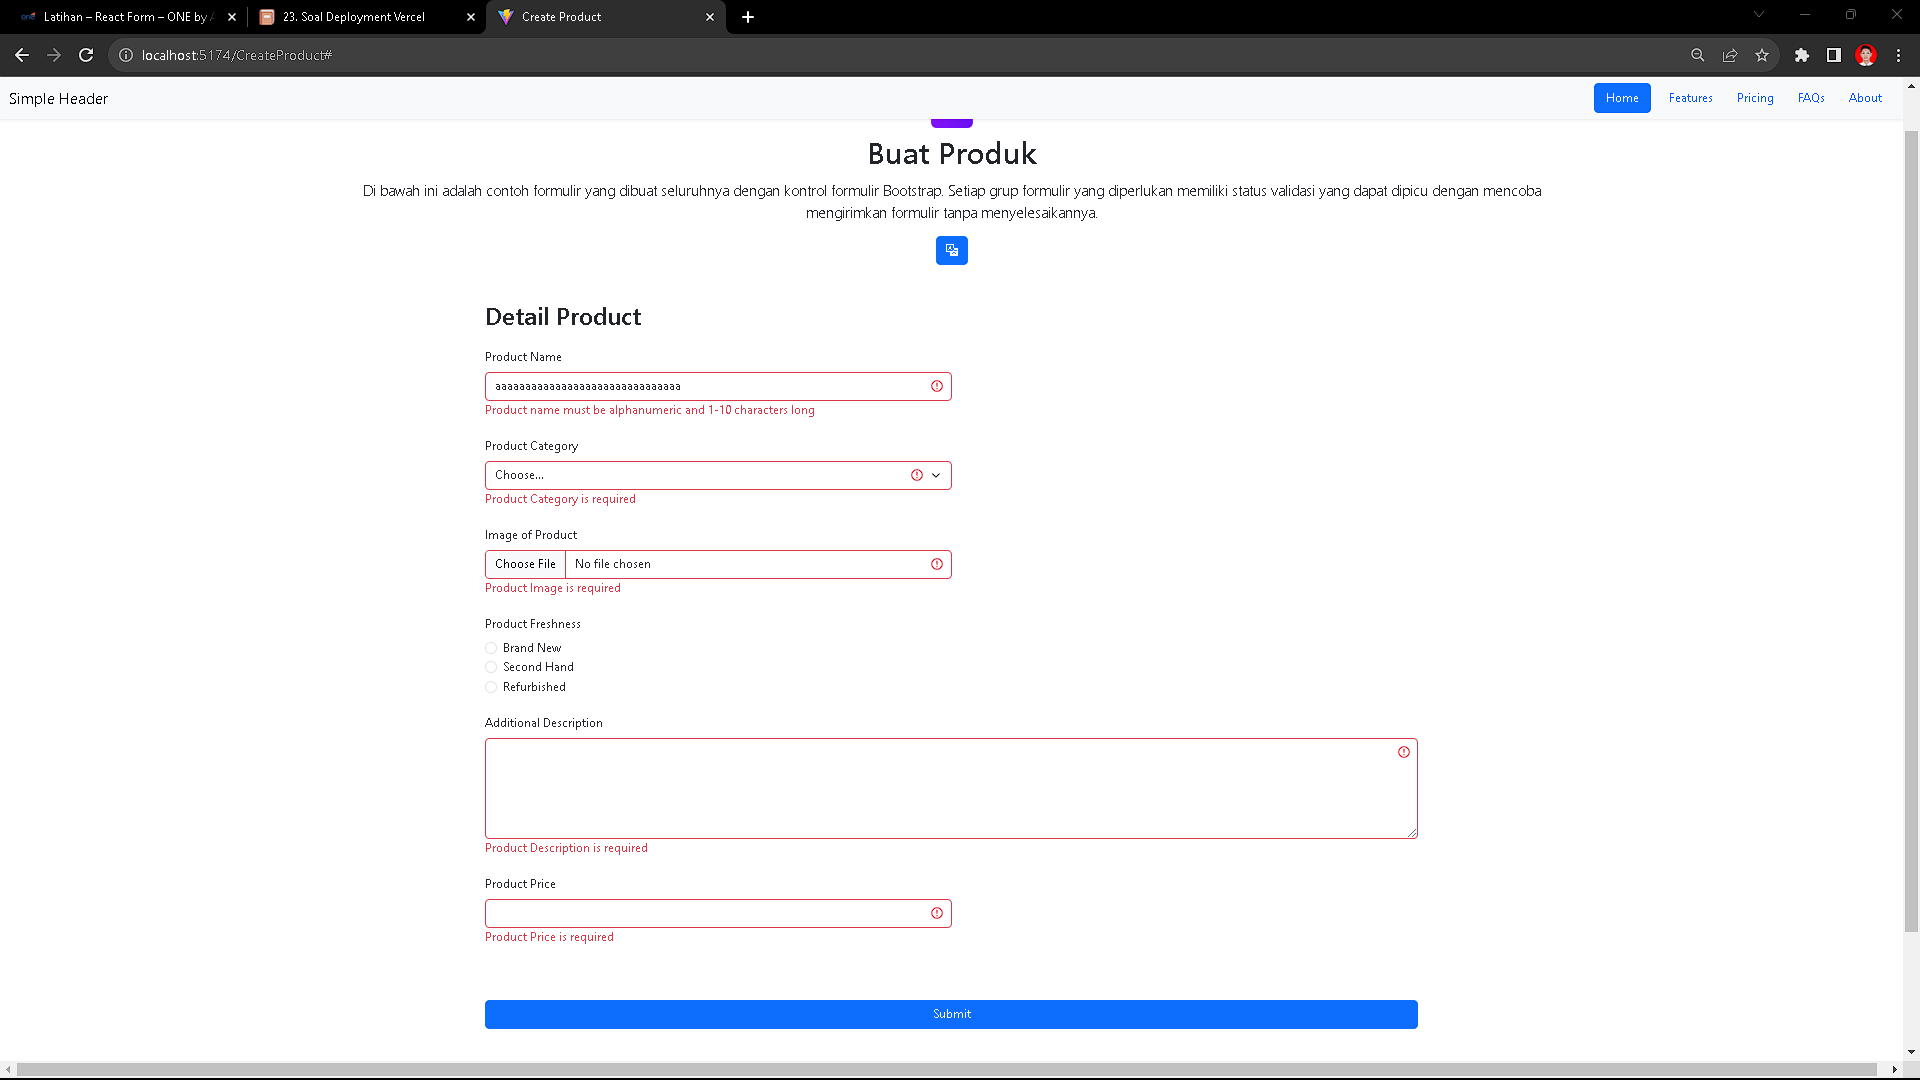 Latihan – React Form – ONE by A
23. Soal Deployment Vercel
Create Product
localhost:5174/CreateProduct#
Simple Header
Home
Features
Pricing
FAQs
About
Buat Produk
Di bawah ini adalah contoh formulir yang dibuat seluruhnya dengan kontrol formulir Bootstrap. Setiap grup formulir yang diperlukan memiliki status validasi yang dapat dipicu dengan mencoba
mengirimkan formulir tanpa menyelesaikannya.
Detail Product
Product Name
aaaaaaaaaaaaaaaaaaaaaaaaaaaaaaa
Product name must be alphanumeric and 1-10 characters long
Product Category
Choose...
Product Category is required
Image of Product
Choose File
No file chosen
Product Image is required
Product Freshness
Brand New
Second Hand
Refurbished
Additional Description
Product Description is required
Product Price
Product Price is required
Submit